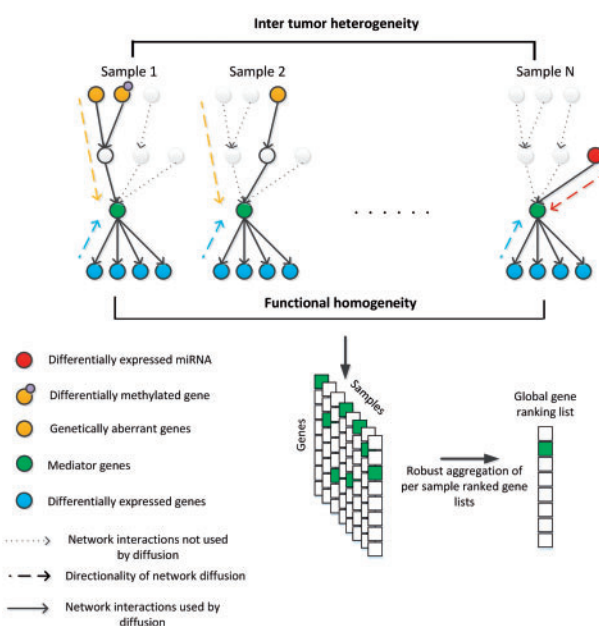 Inter tumor heterogeneity
Sample 1
Sample 2
Sample N
. . . . . .
Functional homogeneity
Differentially expressed miRNA
Differentially methylated gene
Genetically aberrant genes
Mediator genes
Differentially expressed genes
Network interactions not used
by diffusion
Directionality of network diffusion
Network interactions used by
diffusion
Genes
Samples
Robust aggregation of
per sample ranked gene
lists
Global gene
ranking list